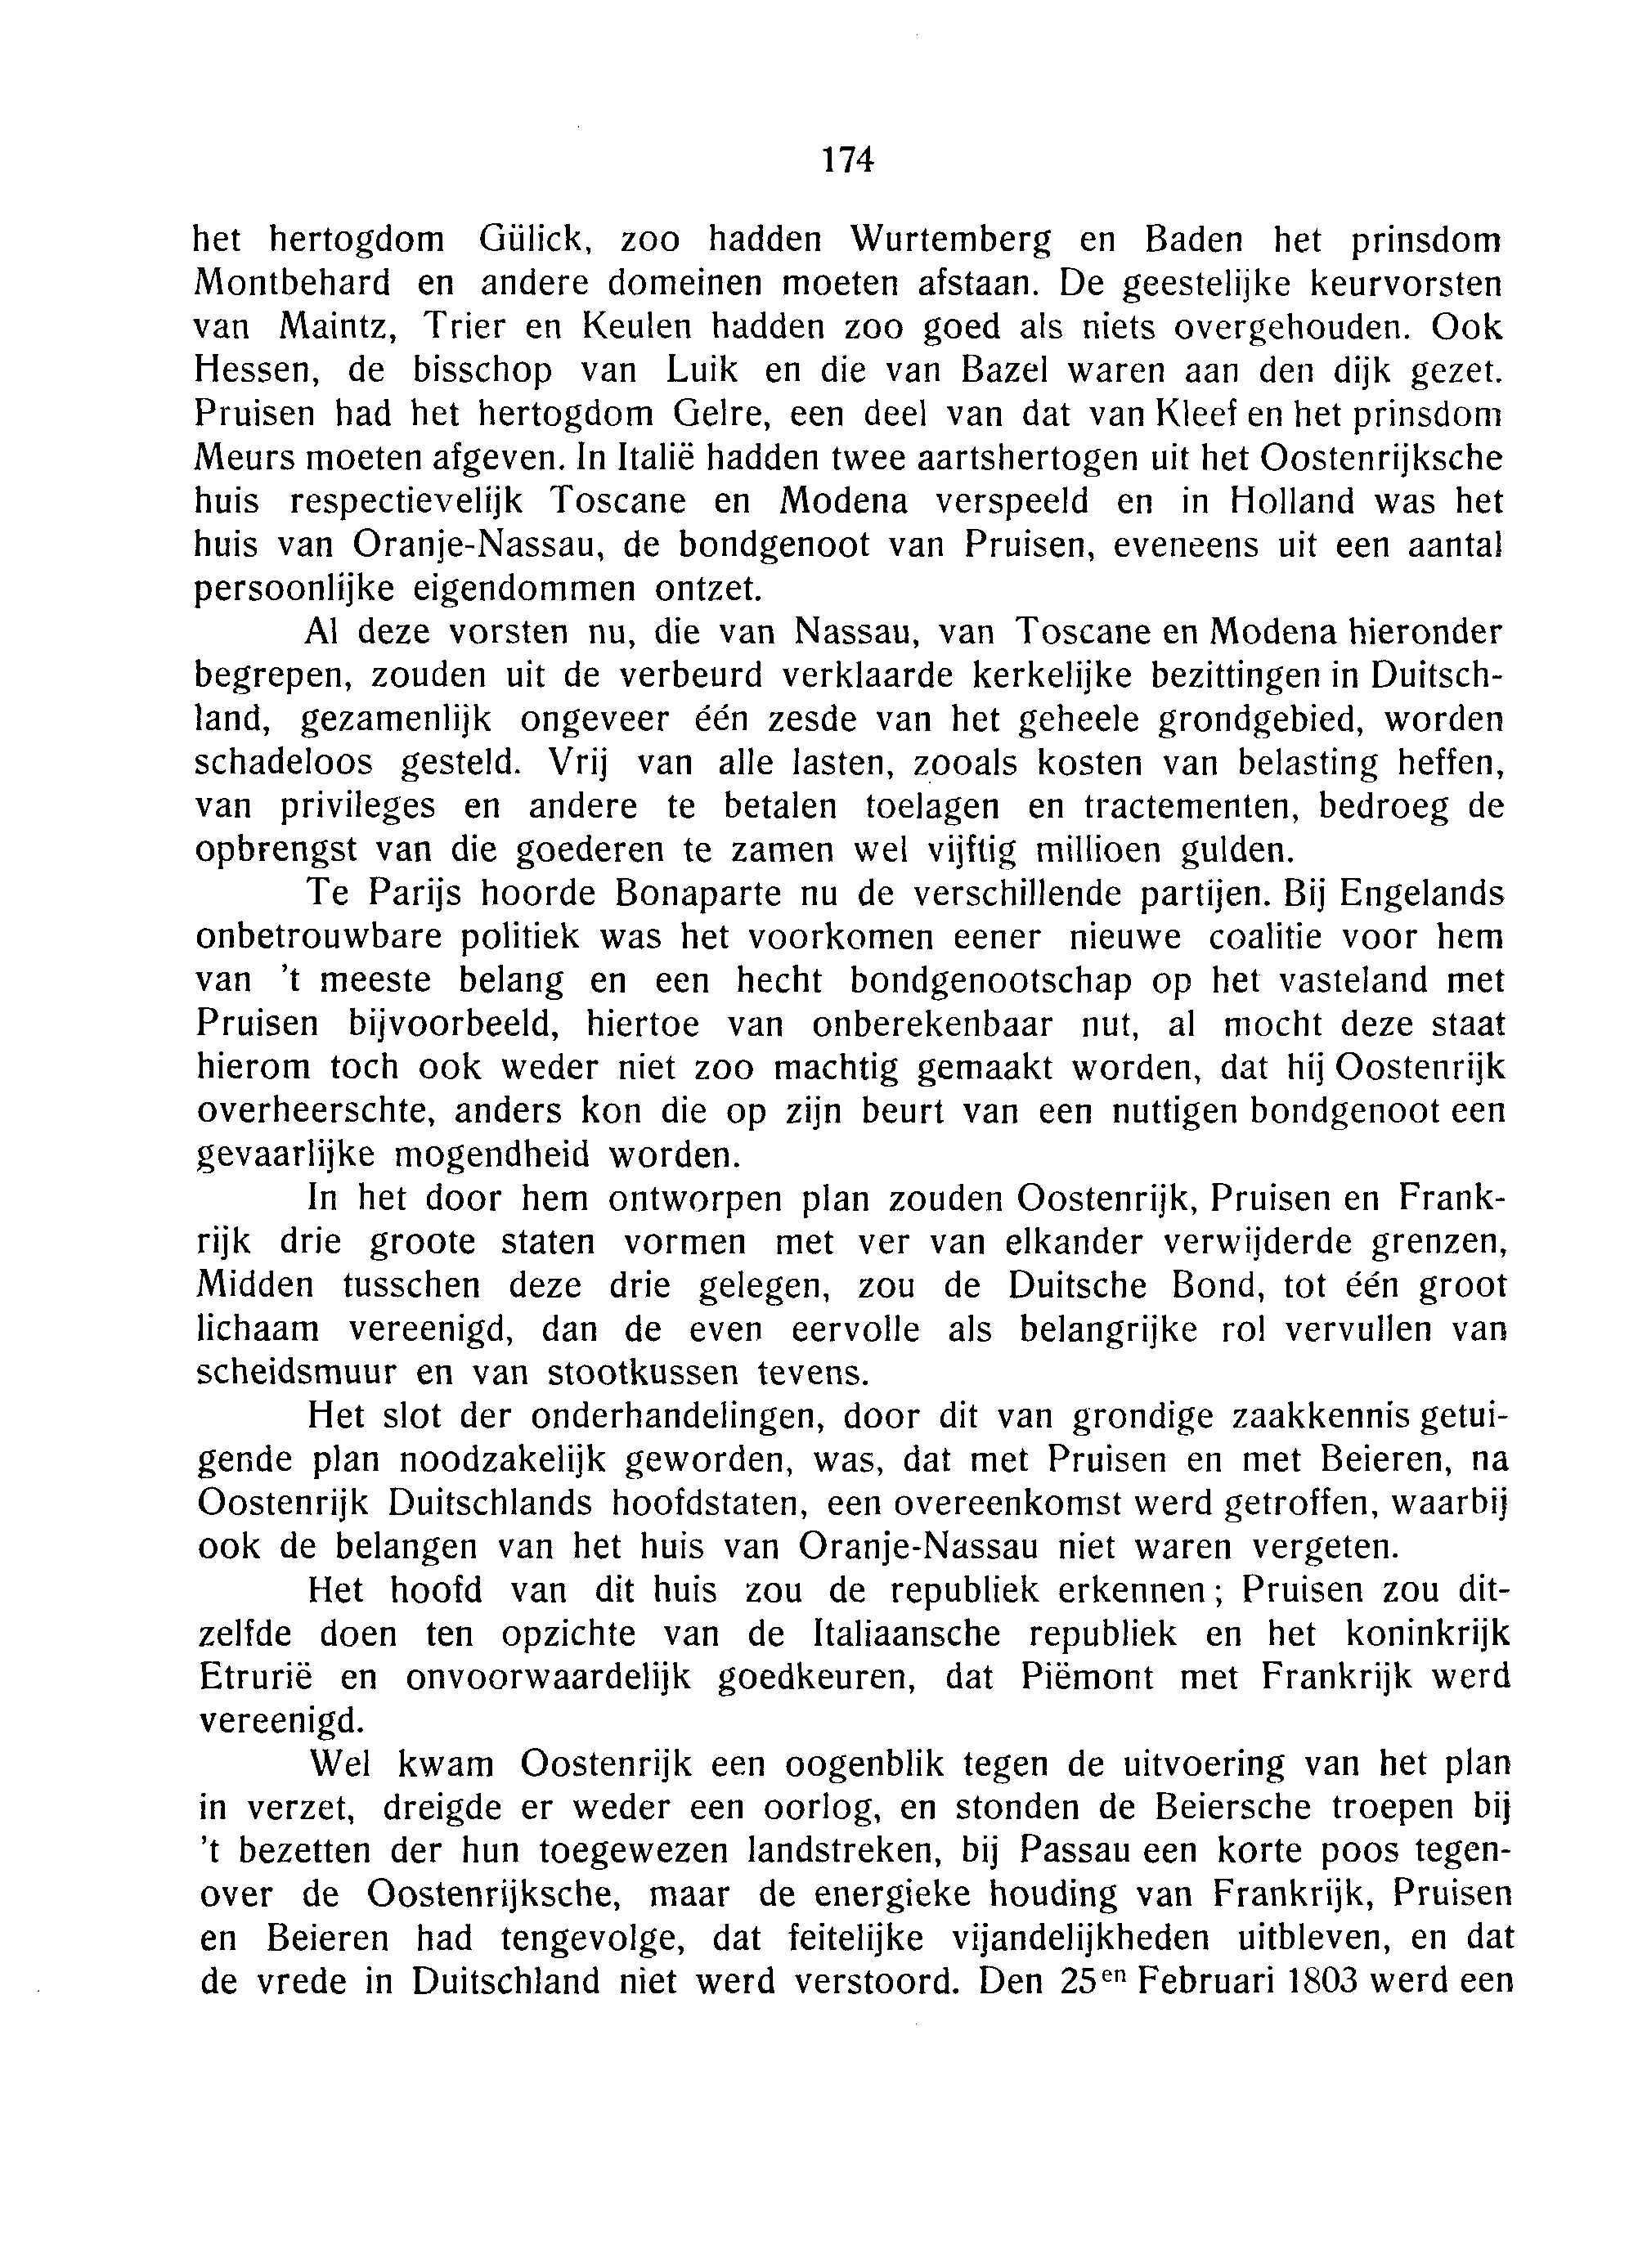 174
het hertogdom Gülick, zoo hadden Wurtemberg en Baden het prinsdom
Montbehard en andere domeinen moeten afstaan. De geestelijke keurvorsten
van Maintz, Trier en Keulen hadden zoo goed als niets overgehouden. Ook
Hessen, de bisschop van Luik en die van Bazel waren aan den dijk gezet.
Pruisen had het hertogdom Gelre, een deel van dat van Kleef en het prinsdom
Meurs moeten afgeven. In Italië hadden twee aartshertogen uit het Oostenrijksche
huis respectievelijk Toscane en Modena verspeeld en in Holland was het
huis van Oranje-Nassau, de bondgenoot van Pruisen, eveneens uit een aantal
persoonlijke eigendommen ontzet.
Al deze vorsten nu, die van Nassau, van Toscane en Modena hieronder
begrepen, zouden uit de verbeurd verklaarde kerkelijke bezittingen in Duitsch-
land, gezamenlijk ongeveer één zesde van het geheele grondgebied, worden
schadeloos gesteld. Vrij van alle lasten, zooals kosten van belasting heffen,
van privileges en andere te betalen toelagen en tractementen, bedroeg de
opbrengst van die goederen te zamen wel vijftig millioen gulden.
Te Parijs hoorde Bonaparte nu de verschillende partijen. Bij Engelands
onbetrouwbare politiek was het voorkomen eener nieuwe coalitie voor hem
van 't meeste belang en een hecht bondgenootschap op het vasteland met
Pruisen bijvoorbeeld, hiertoe van onberekenbaar nut, al mocht deze staat
hierom toch ook weder niet zoo machtig gemaakt worden, dat hij Oostenrijk
overheerschte, anders kon die op zijn beurt van een nuttigen bondgenoot een
gevaarlijke mogendheid worden.
In het door hem ontworpen plan zouden Oostenrijk, Pruisen en Frank-
rijk drie groote staten vormen met ver van elkander verwijderde grenzen,
Midden tusschen deze drie gelegen, zou de Duitsche Bond, tot één groot
lichaam vereenigd, dan de even eervolle als belangrijke rol vervullen van
scheidsmuur en van stootkussen tevens.
Het slot der onderhandelingen, door dit van grondige zaakkennis getui-
gende plan noodzakelijk geworden, was, dat met Pruisen en met Beieren, na
Oostenrijk Duitschlands hoofdstaten, een overeenkomst werd getroffen, waarbij
ook de belangen van het huis van Oranje-Nassau niet waren vergeten.
Het hoofd van dit huis zou de republiek erkennen; Pruisen zou dit-
zelfde doen ten opzichte van de Italiaansche republiek en het koninkrijk
Etrurië en onvoorwaardelijk goedkeuren, dat Piëmont met Frankrijk werd
vereenigd.
Wel kwam Oostenrijk een oogenblik tegen de uitvoering van het plan
in verzet, dreigde er weder een oorlog, en stonden de Beiersche troepen bij
't bezetten der hun toegewezen landstreken, bij Passau een korte poos tegen-
over de Oostenrijksche, maar de energieke houding van Frankrijk, Pruisen
en Beieren had tengevolge, dat feitelijke vijandelijkheden uitbleven, en dat
de vrede in Duitschland niet werd verstoord. Den 25en Februari 1803 werd een